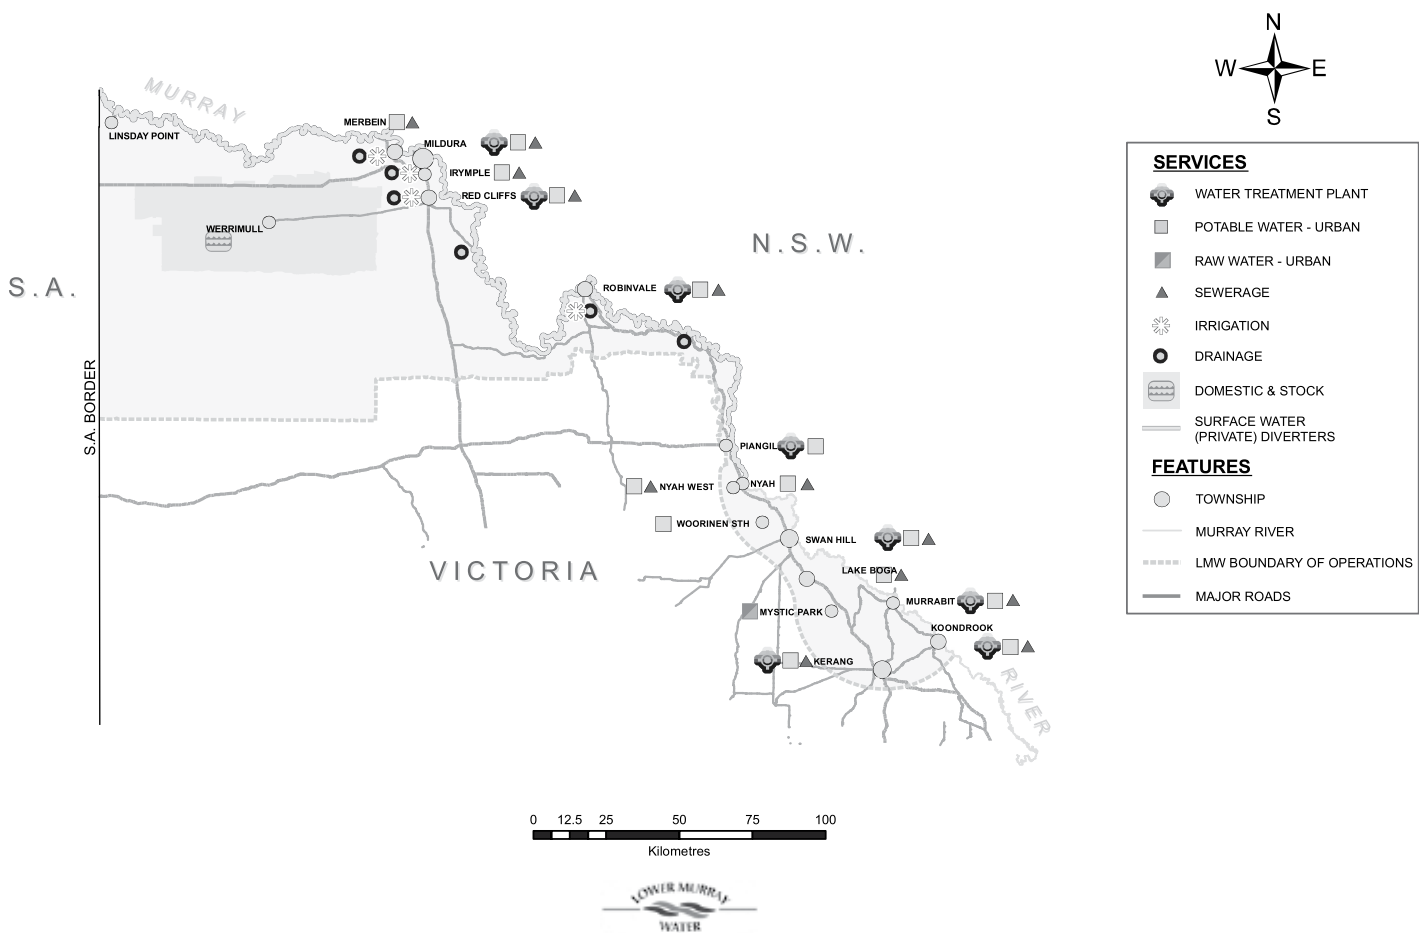 N
W E
S
MURRAY
LINSDAY POINT
MERBEIN
MILDURA
IRYMPLE
RED CLIFFS
WERRIMULL
N.S.W.
S.A.
ROBINVALE
S.A. BORDER
PIANGIL
NYAH WEST
NYAH
WOORINEN STH
SWAN HILL
VICTORIA
LAKE BOGA
MURRABIT
MYSTIC PARK
KOONDROOK
KERANG
RIVER
SERVICES
WATER TREATMENT PLANT
POTABLE WATER - URBAN
RAW WATER - URBAN
SEWERAGE
IRRIGATION
DRAINAGE
DOMESTIC & STOCK
SURFACE WATER
(PRIVATE) DIVERTERS
FEATURES
TOWNSHIP
MURRAY RIVER
LMW BOUNDARY OF OPERATIONS
MAJOR ROADS
0 12.5 25 50 75 100
Kilometres
LOWER MURRAY
WATER